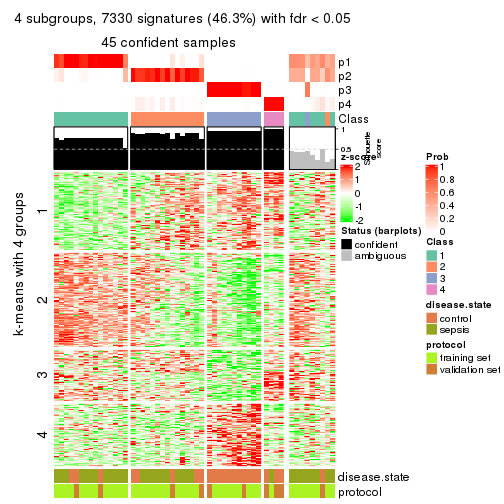 4 subgroups, 7330 signatures (46.3%) with fdr < 0.05
45 confident samples
p1
p2
p3
p4
Class
1
0.5
0
Silhouette
score
k-means with 4 groups
1
2
3
4
disease.state
protocol
z-score
2
1
0
-1
-2
Status (barplots)
confident
ambiguous
Prob
1
0.8
0.6
0.4
0.2
0
Class
1
2
3
4
disease.state
control
sepsis
protocol
training set
validation set